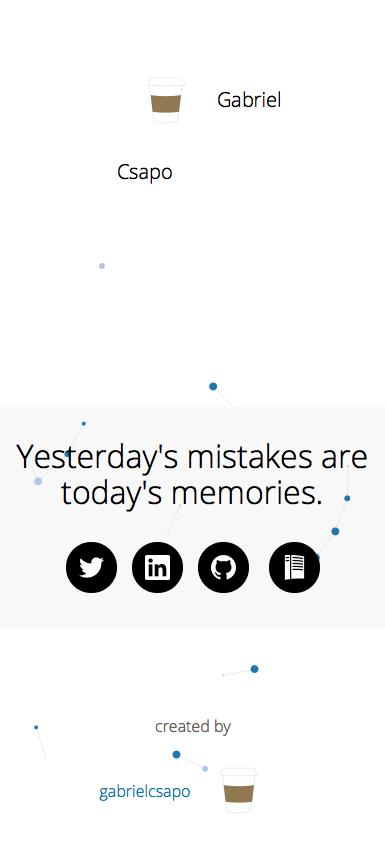 Gabriel
Csapo
Yesterday's mistakes are
today's memories.
created by
gabrielcsapo